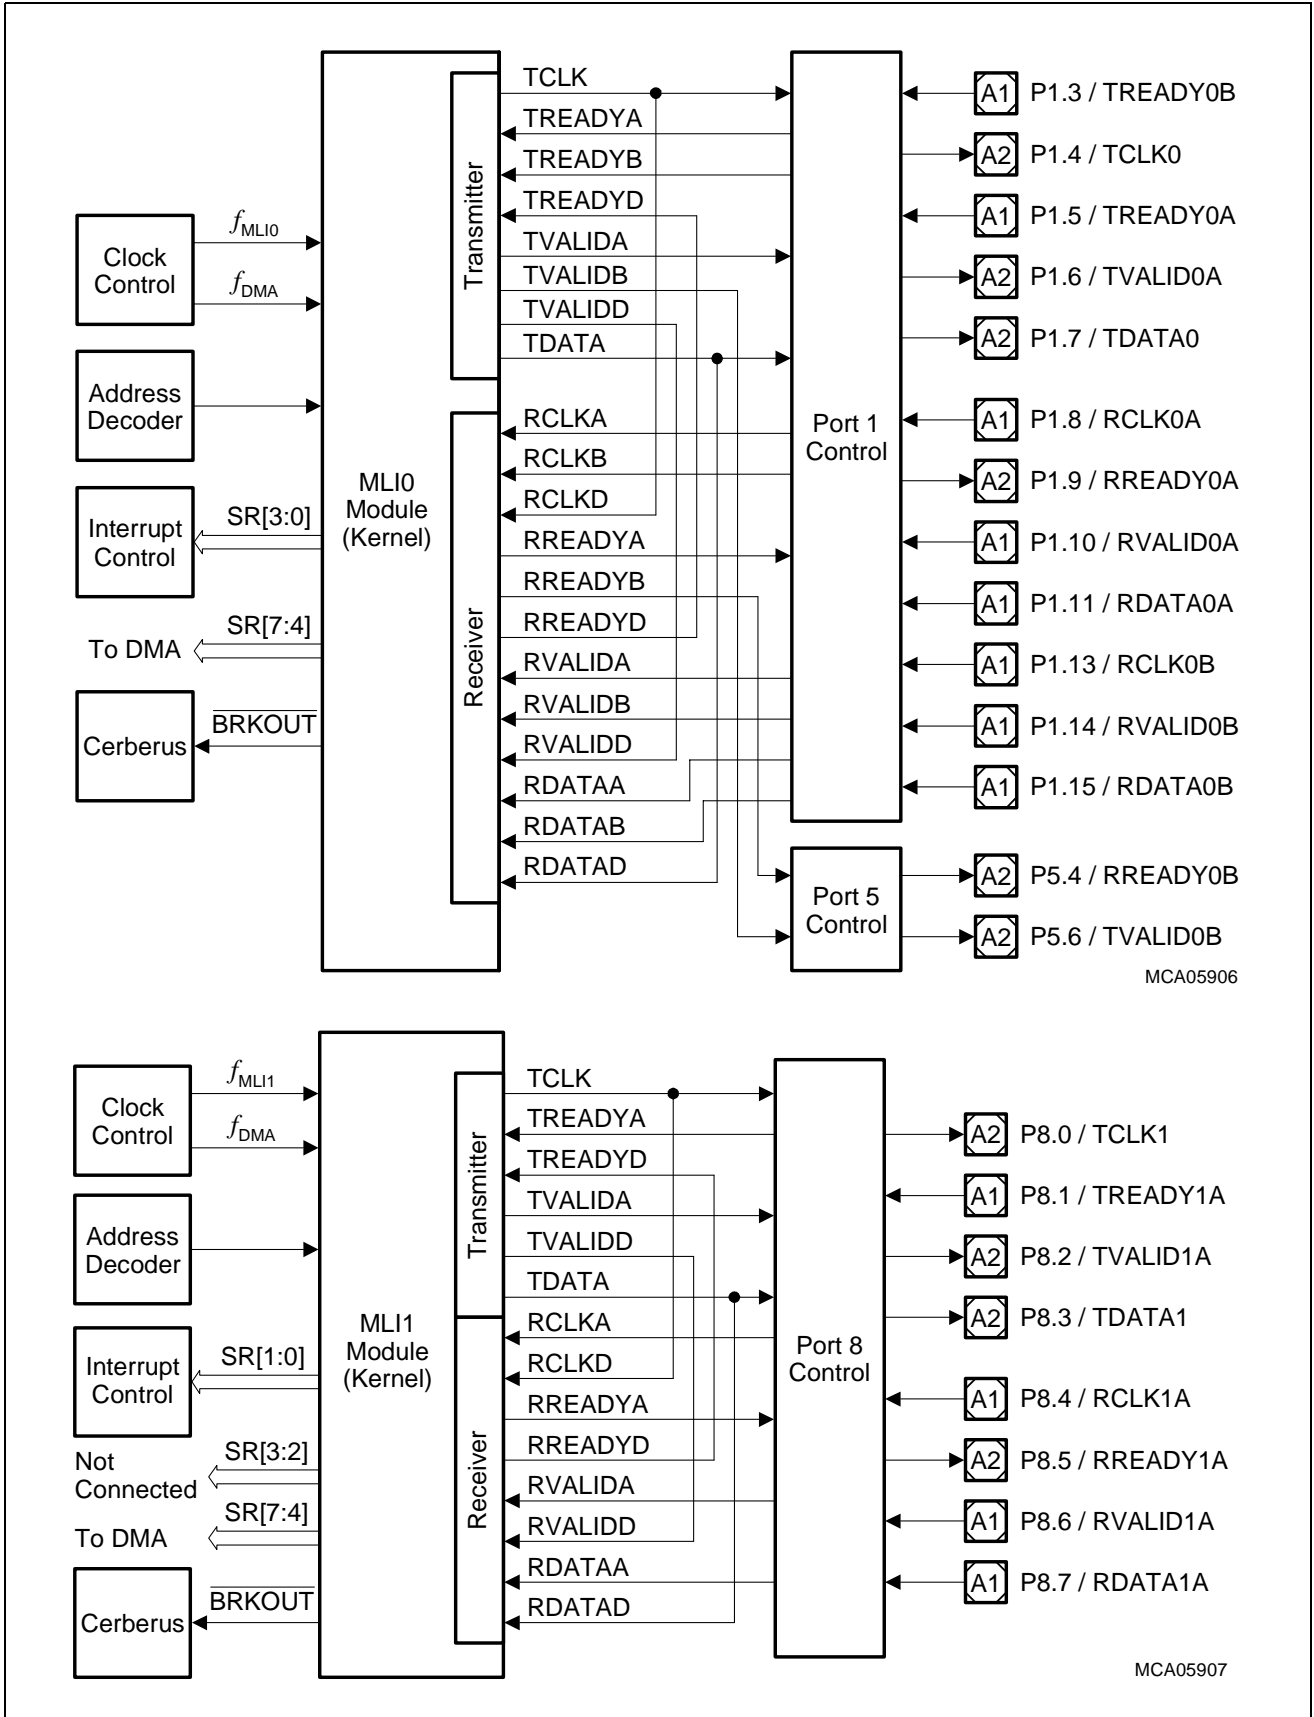 TCLK
TREADYA
TREADYB
TREADYD
TVALIDA
TVALIDB
TVALIDD
TDATA
Transmitter
Clock
Control
fMLI0
fDMA
Address
Decoder
Interrupt
Control
SR[3:0]
To DMA
SR[7:4]
Cerberus
BRKOUT
MLI0
Module
(Kernel)
RCLKA
RCLKB
RCLKD
RREADYA
RREADYB
RREADYD
RVALIDA
RVALIDB
RVALIDD
RDATAA
RDATAB
RDATAD
Receiver
Port 1
Control
Port 5
Control
A1 P1.3 / TREADY0B
A2 P1.4 / TCLK0
A1 P1.5 / TREADY0A
A2 P1.6 / TVALID0A
A2 P1.7 / TDATA0
A1 P1.8 / RCLK0A
A2 P1.9 / RREADY0A
A1 P1.10 / RVALID0A
A1 P1.11 / RDATA0A
A1 P1.13 / RCLK0B
A1 P1.14 / RVALID0B
A1 P1.15 / RDATA0B
A2 P5.4 / RREADY0B
A2 P5.6 / TVALID0B
MCA05906
Clock
Control
fMLI1
fDMA
Address
Decoder
Interrupt
Control
SR[1:0]
Not
Connected
SR[3:2]
To DMA
SR[7:4]
Cerberus
BRKOUT
MLI1
Module
(Kernel)
Transmitter
TCLK
TREADYA
TREADYD
TVALIDA
TVALIDD
TDATA
Receiver
RCLKA
RCLKD
RREADYA
RREADYD
RVALIDA
RVALIDD
RDATAA
RDATAD
Port 8
Control
A2 P8.0 / TCLK1
A1 P8.1 / TREADY1A
A2 P8.2 / TVALID1A
A2 P8.3 / TDATA1
A1 P8.4 / RCLK1A
A2 P8.5 / RREADY1A
A1 P8.6 / RVALID1A
A1 P8.7 / RDATA1A
MCA05907